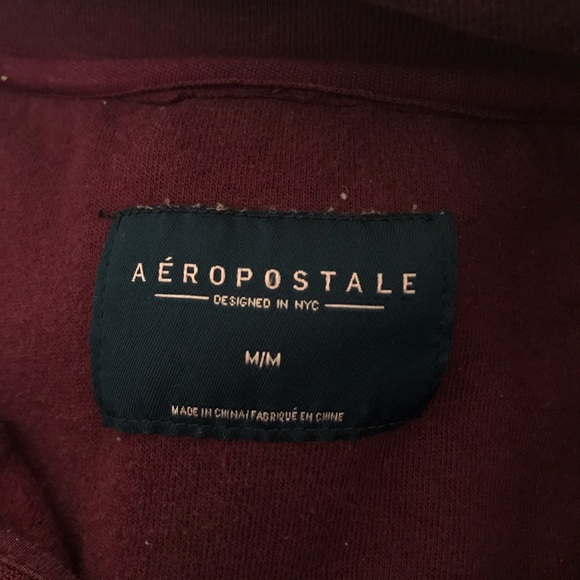 AÉROPOSTALE
DESIGNED IN NYC
M/M
MADE IN CHINA/FABRIQUÉ EN CHINE